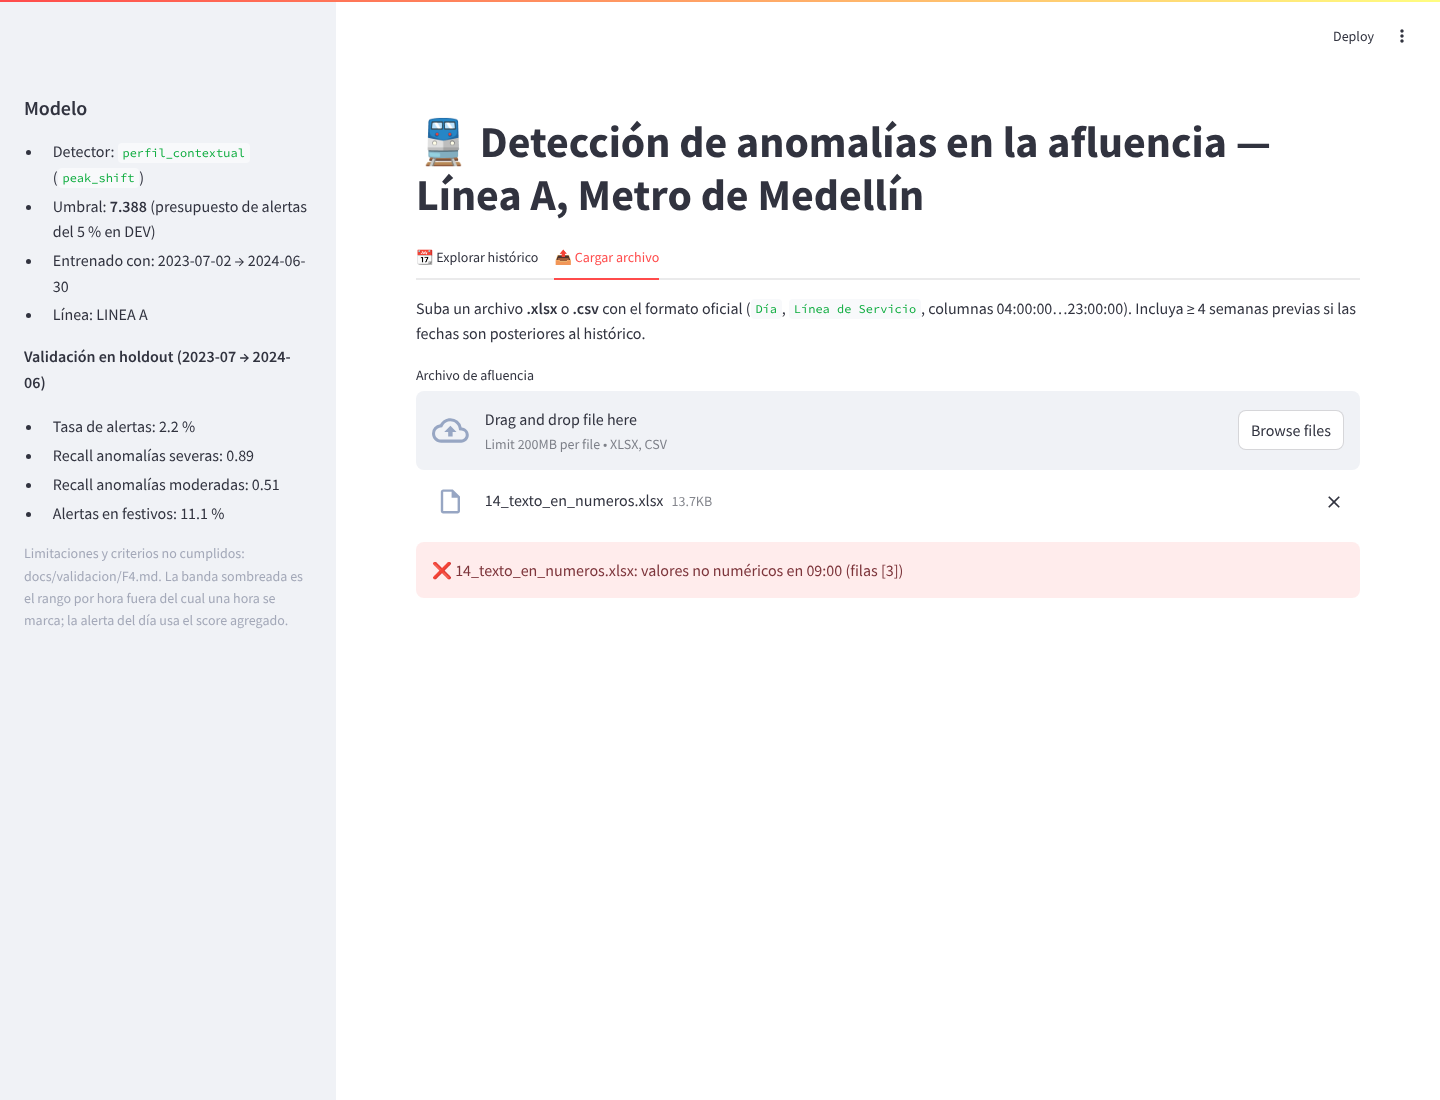 Deploy
Modelo
Detector: perfil_contextual
(peak_shift)
Umbral: 7.388 (presupuesto de alertas
del 5 % en DEV)
Entrenado con: 2023-07-02 → 2024-06-
30
Línea: LINEA A
Validación en holdout (2023-07 → 2024-
06)
Tasa de alertas: 2.2 %
Recall anomalías severas: 0.89
Recall anomalías moderadas: 0.51
Alertas en festivos: 11.1 %
Limitaciones y criterios no cumplidos:
docs/validacion/F4.md. La banda sombreada es
el rango por hora fuera del cual una hora se
marca; la alerta del día usa el score agregado.
Detección de anomalías en la afluencia —
Línea A, Metro de Medellín
Explorar histórico
Cargar archivo
Suba un archivo .xlsx o .csv con el formato oficial (Día, Línea de Servicio, columnas 04:00:00…23:00:00). Incluya ≥ 4 semanas previas si las
fechas son posteriores al histórico.
Archivo de afluencia
Drag and drop file here
Limit 200MB per file • XLSX, CSV
Browse files
14_texto_en_numeros.xlsx 13.7KB
❌ 14_texto_en_numeros.xlsx: valores no numéricos en 09:00 (filas [3])